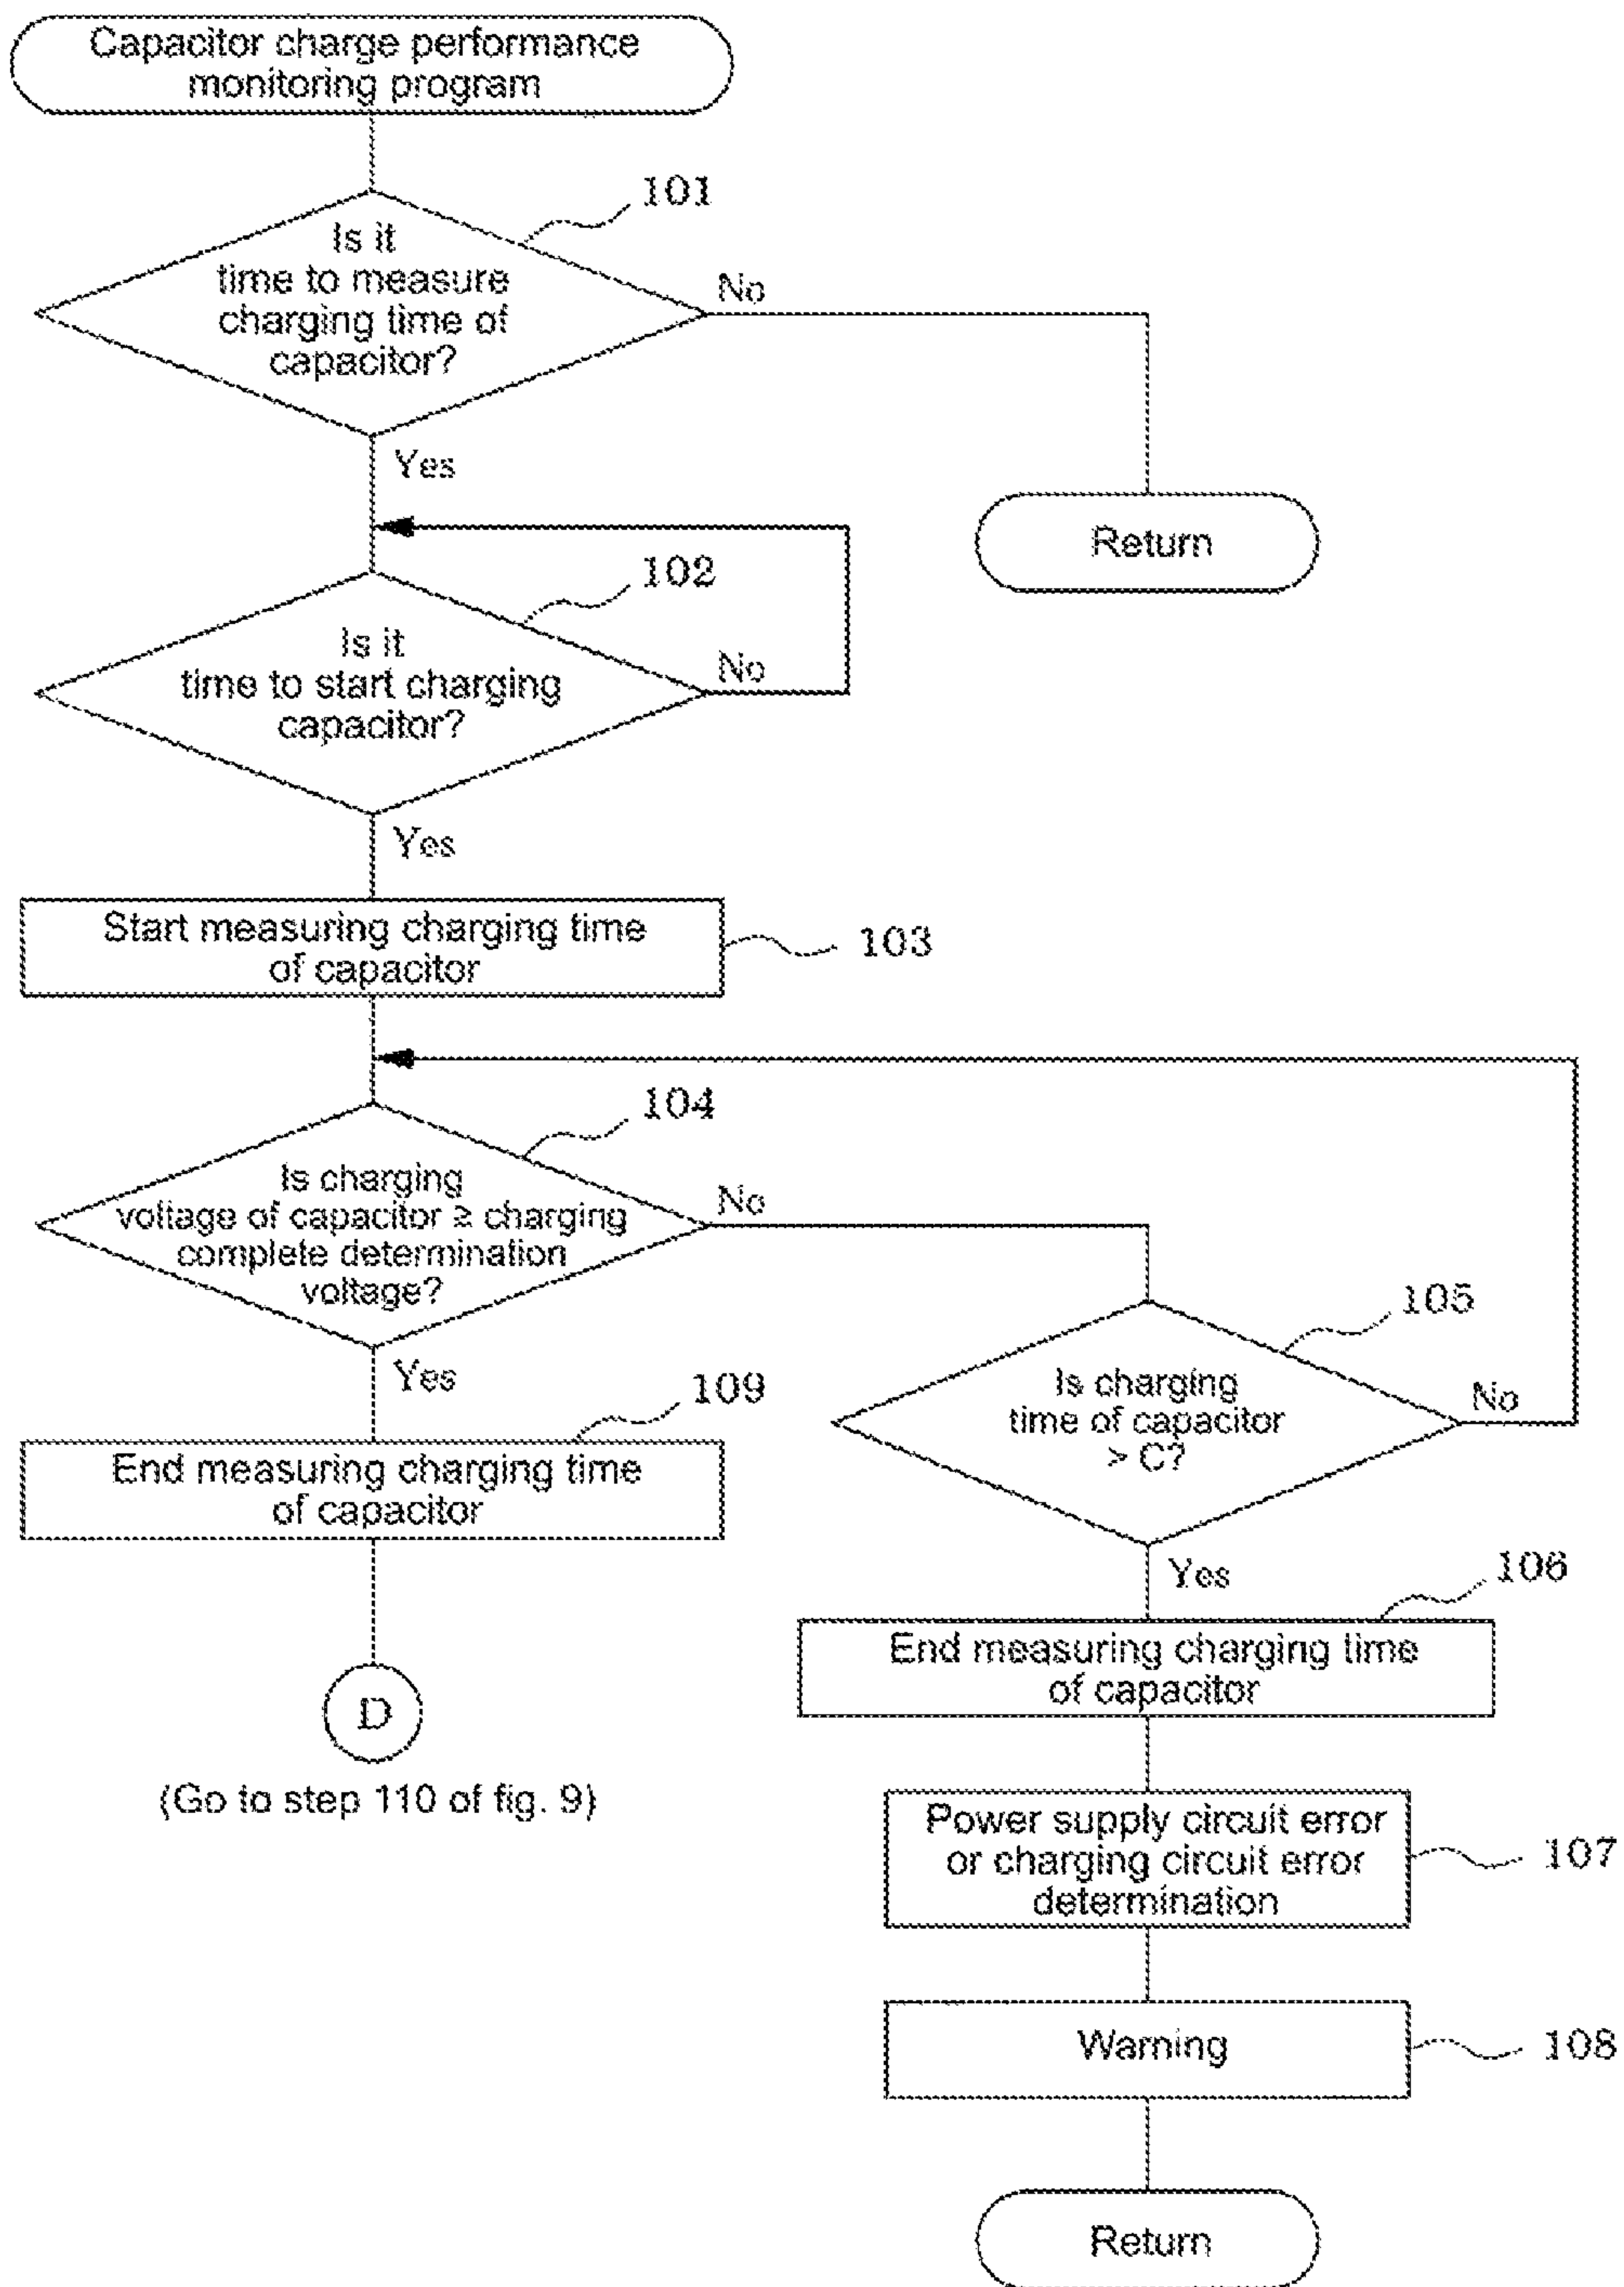 Capacitor charge performance
monitoring program
101
Is it
time to measure
charging time of
capacitor?
No
Yes
Return
102
Is it
time to start charging
capacitor?
No
Yes
Start measuring charging time
of capacitor
103
104
Is charging
voltage of capacitor ≥ charging
complete determination
voltage?
No
Yes
105
Is charging
time of capacitor
> C?
No
Yes
109
End measuring charging time
of capacitor
D
(Go to step 110 of fig. 9)
106
End measuring charging time
of capacitor
Power supply circuit error
or charging circuit error
determination
107
Warning
108
Return